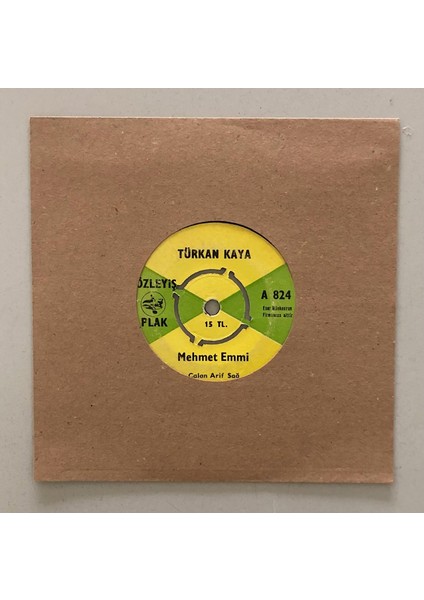 TÜRKAN KAYA
ÖZLEYİŞ
PLAK
A 824
15 TL.
Mehmet Emmi
Çalan Arif Sağ